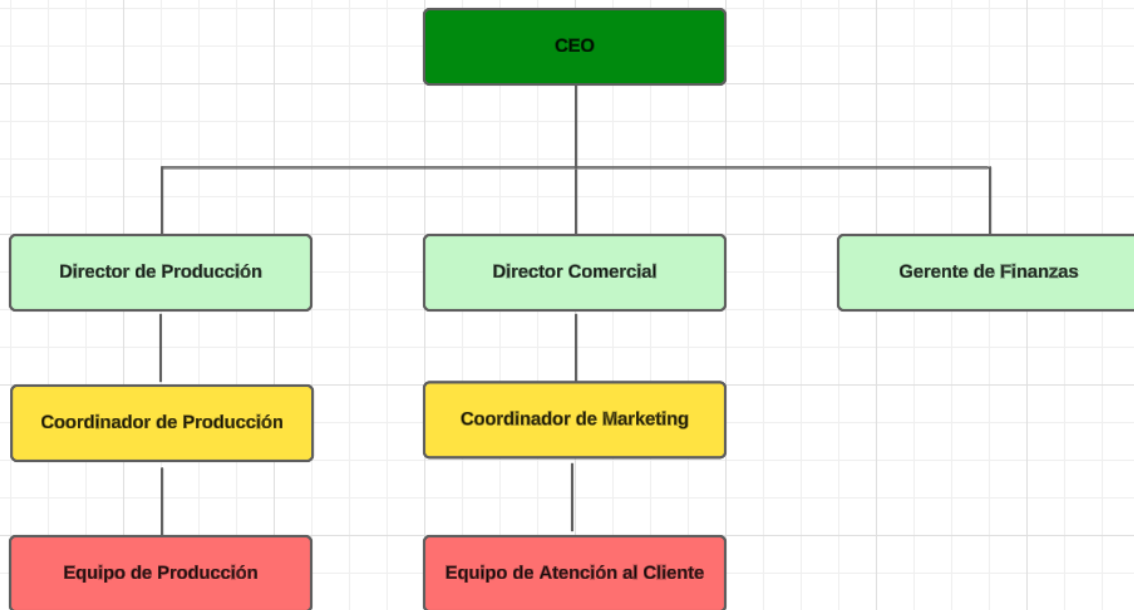 CEO
Director de Producción
Director Comercial
Gerente de Finanzas
Coordinador de Producción
Coordinador de Marketing
Equipo de Producción
Equipo de Atención al Cliente